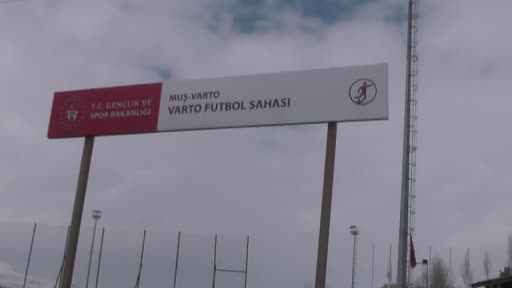 T.C. GENÇLİK VE
SPOR BAKANLIĞI
MUŞ-VARTO
VARTO FUTBOL SAHASI